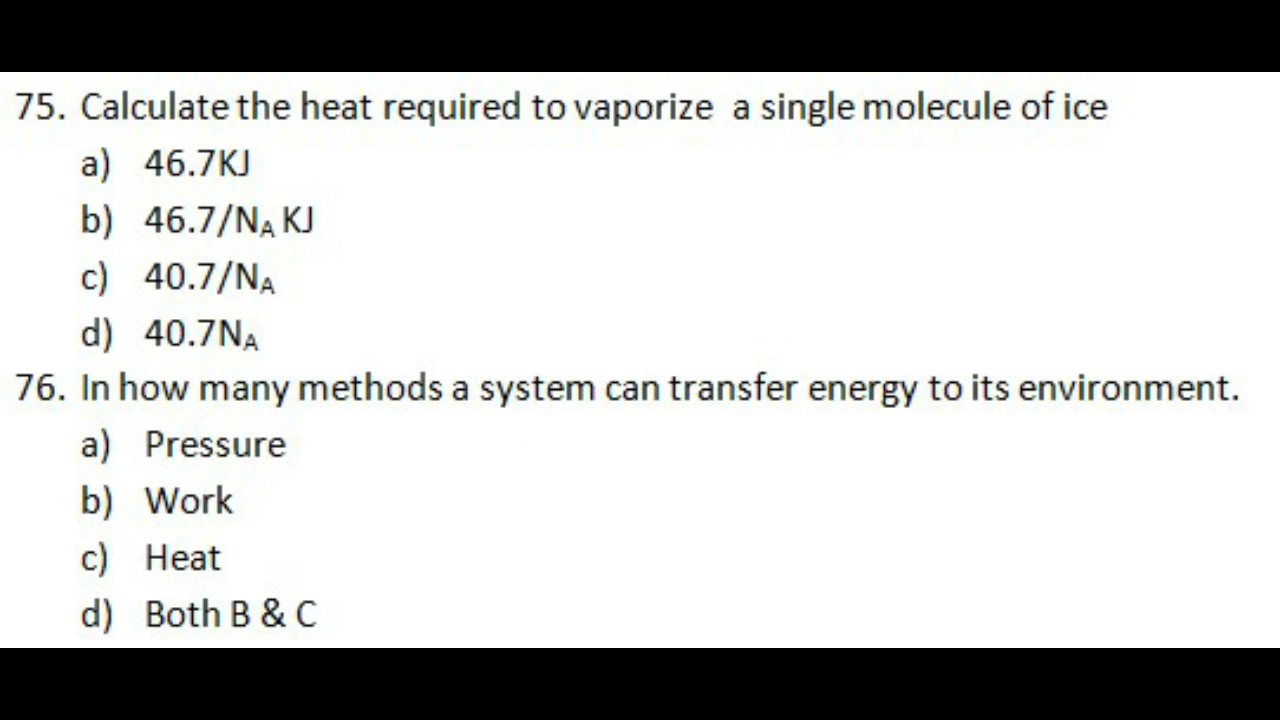 75. Calculate the heat required to vaporize a single molecule of ice
a) 46.7KJ
b) 46.7/NA KJ
c) 40.7/NA
d) 40.7NA
76. In how many methods a system can transfer energy to its environment.
a) Pressure
b) Work
c) Heat
d) Both B & C